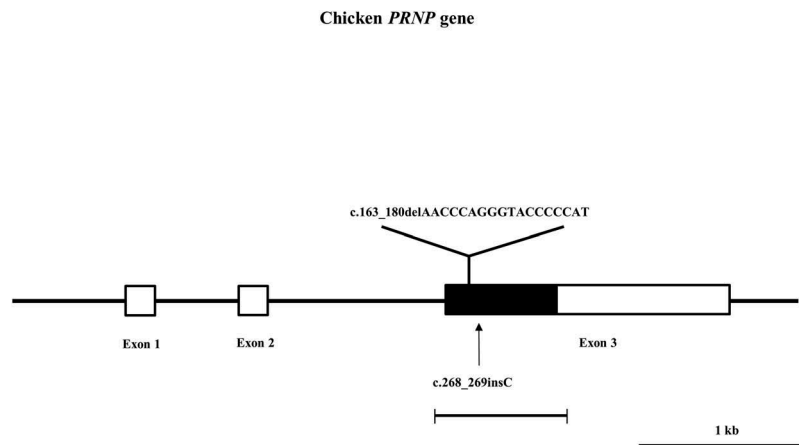 Chicken PRNP gene
c.163_180delAACCCAGGGTACCCCCAT
Exon 1
Exon 2
Exon 3
c.268_269insC
1 kb